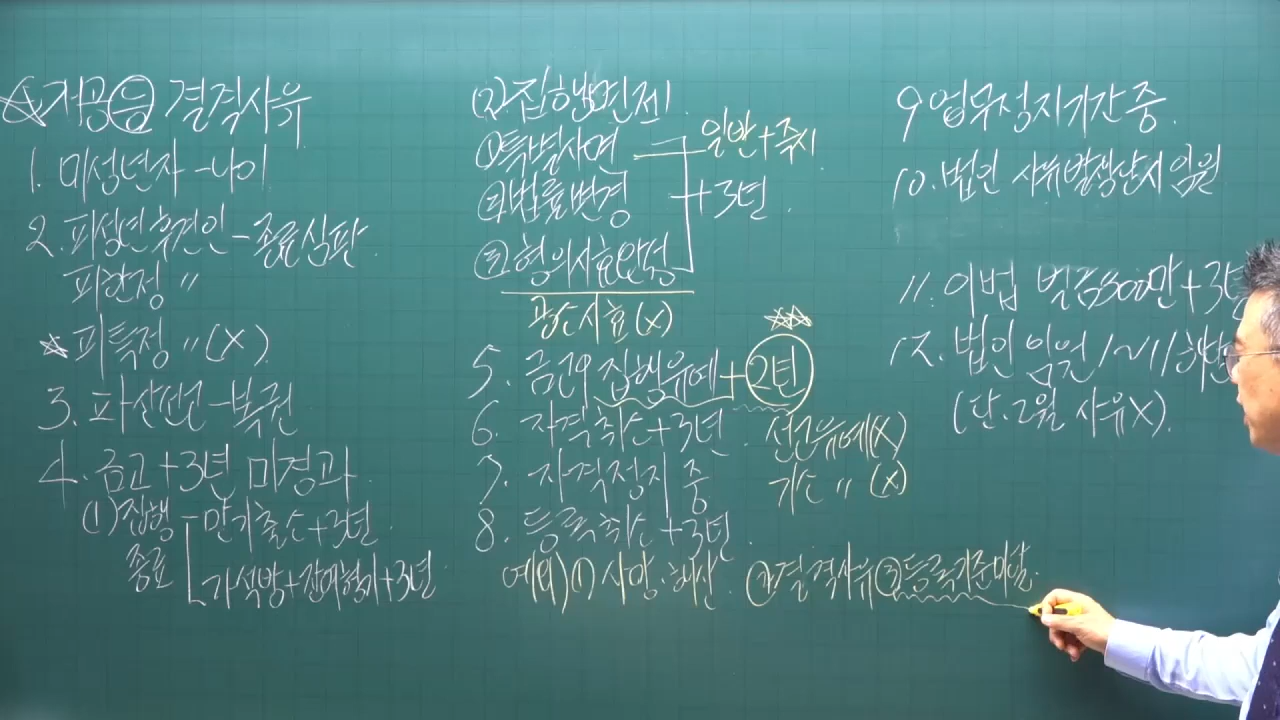 ☆개공(등) 결격사유
1. 미성년자 - 나이
2. 피성년후견인 - 종료심판
피한정 〃
☆ 피특정 〃 (X)
3. 파산선고 - 복권
4. 금고 + 3년 미경과
(1) 집행 - 만기출소 + 3년
종료
가석방 + 잔여형기 + 3년
(2). 집행면제
① 특별사면
일반 + 즉시
② 법률변경
+ 3년
③ 형의시효완성
공소시효 (X)
5. 금고의 집행유예 + 2년
6. 자격취소 + 3년
선고유예(X)
7. 자격정지 중
기소 〃 (X)
8. 등록취소 + 3년
예외) ① 사망·해산 ② 결격사유 ③ 등록기준미달
9 업무정지기간 중
10. 법인 사유발생당시 임원
11. 이법 벌금300만 + 3년
12. 법인 임원 1~11 해당
(단. 2월 사유X)